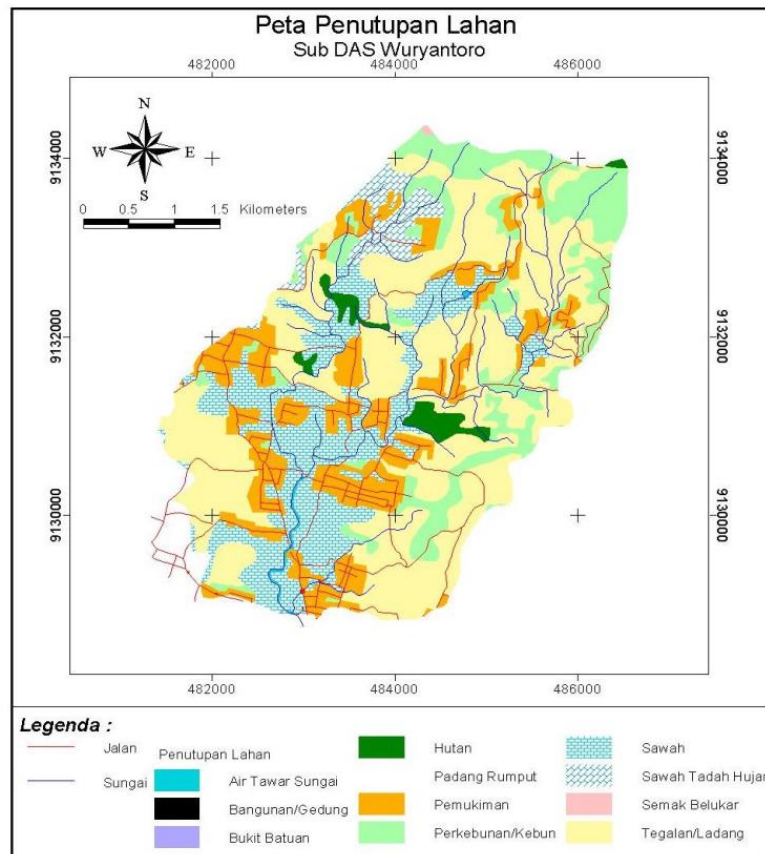 Peta Penutupan Lahan
Sub DAS Wuryantoro
482000 484000 486000
N
W E
S
0 0.5 1 1.5 Kilometers
9134000 9134000
9132000 9132000
9130000 9130000
482000 484000 486000
Legenda :
Jalan
Sungai
Penutupan Lahan
Air Tawar Sungai
Bangunan/Gedung
Bukit Batuan
Hutan
Padang Rumput
Pemukiman
Perkebunan/Kebun
Sawah
Sawah Tadah Hujan
Semak Belukar
Tegalan/Ladang